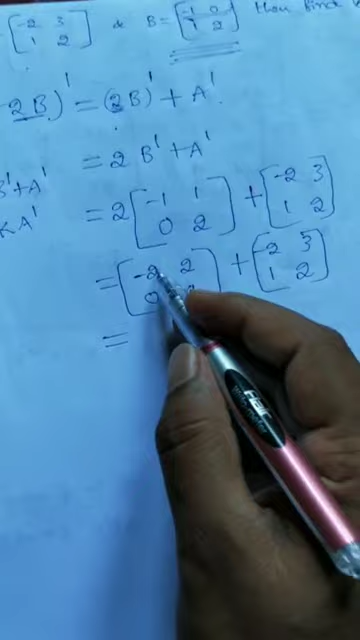 [-2 3 & B = [-1 0 then find
1 2] 1 2]
2B)' = (2B)' + A'
= 2B' + A'
B'+A'
KA'
= 2 [-1 1 + [-2 3
0 2] 1 2]
= [-2 2 + [-2 3
0 1 2]
=
Hair